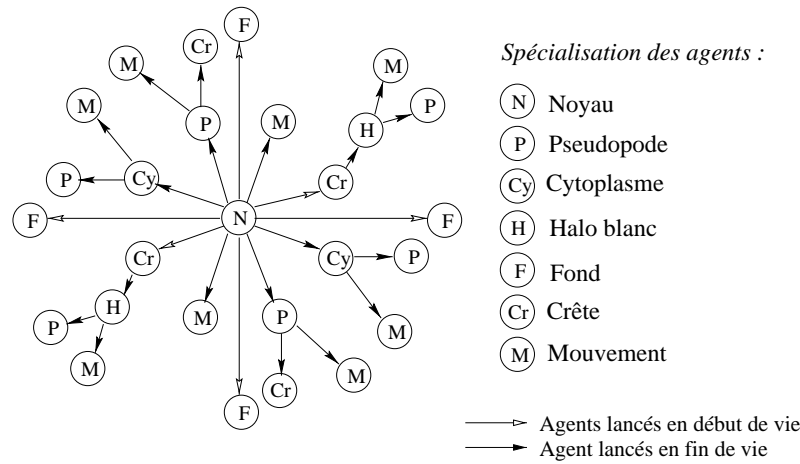 F
Cr
M
M
P
M
M
H
P
P
Cy
Cr
F
N
F
Cr
Cy
P
H
P
M
P
M
M
M
Cr
F
Spécialisation des agents :
N Noyau
P Pseudopode
Cy Cytoplasme
H Halo blanc
F Fond
Cr Crête
M Mouvement
Agents lancés en début de vie
Agent lancés en fin de vie